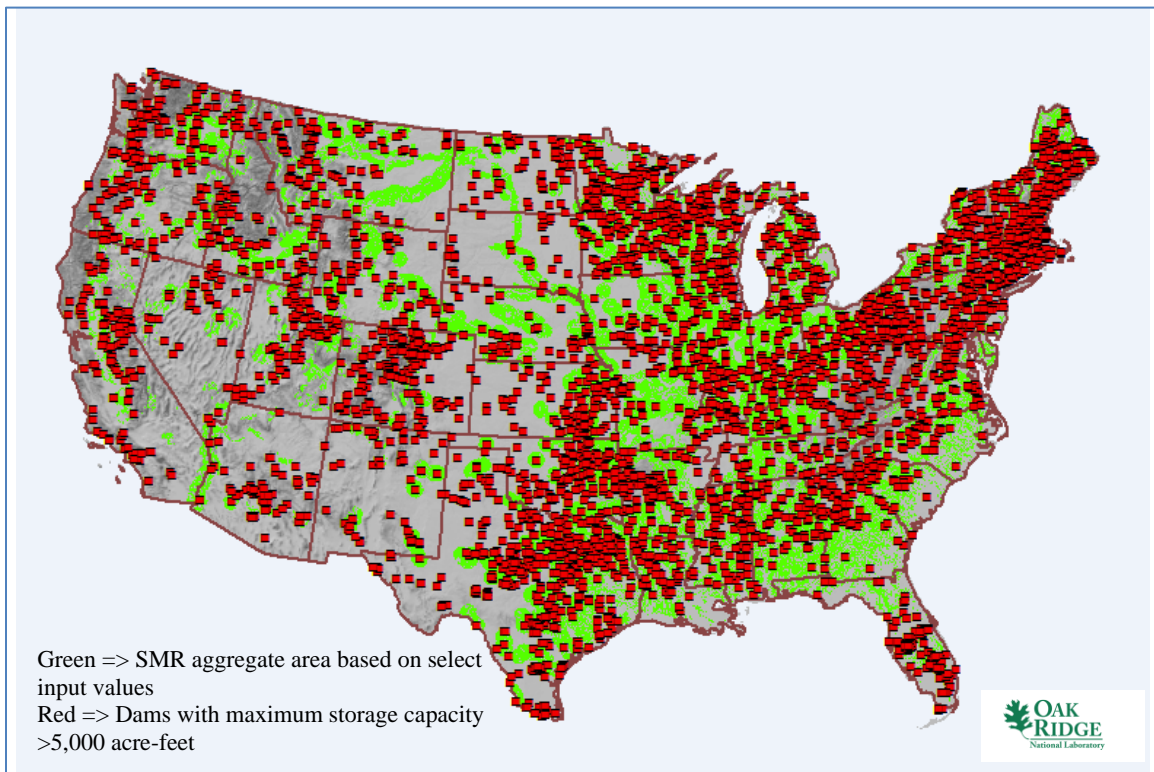 Green => SMR aggregate area based on select
input values
Red => Dams with maximum storage capacity
>5,000 acre-feet
OAK
RIDGE
National Laboratory